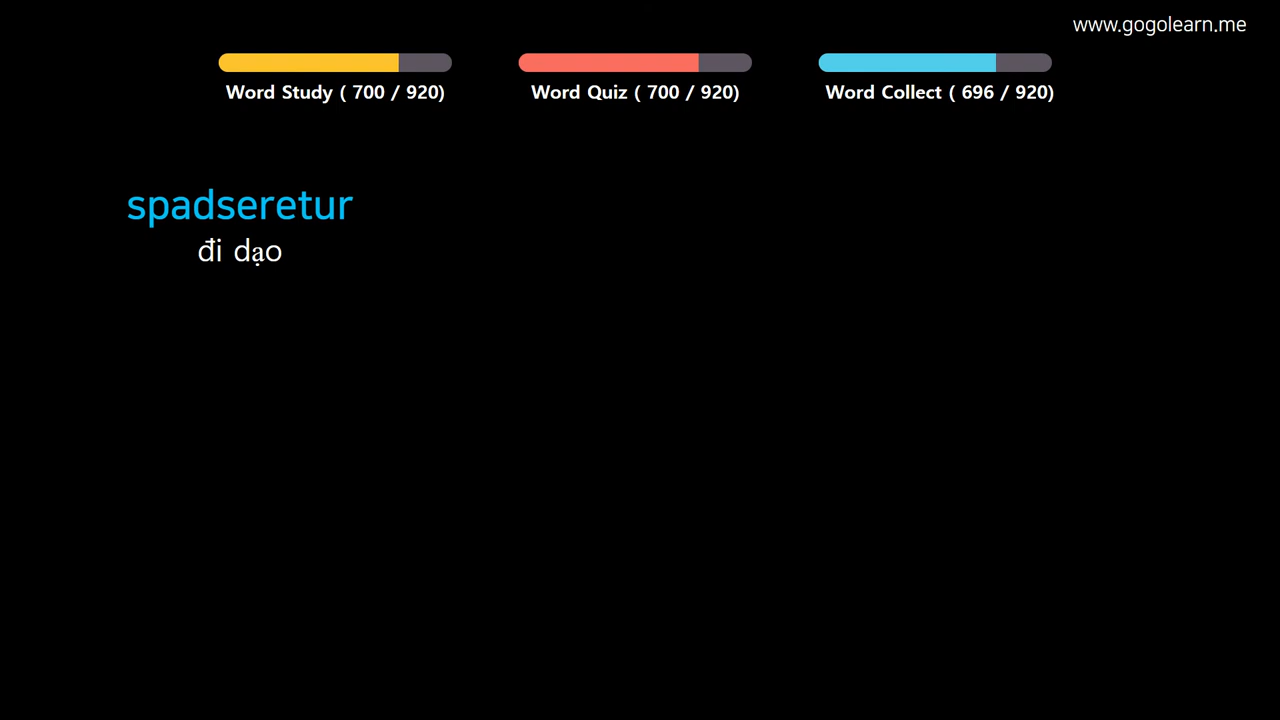 www.gogolearn.me
Word Study ( 700 / 920)
Word Quiz ( 700 / 920)
Word Collect ( 696 / 920)
spadseretur
đi dạo